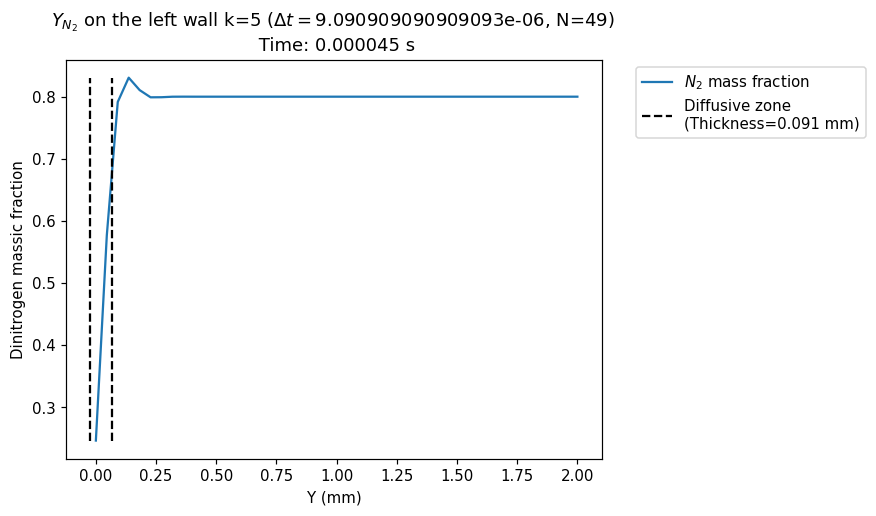 Y_{N_2} on the left wall k=5 (Δt = 9.090909090909093e-06, N=49)
Time: 0.000045 s
N_2 mass fraction
Diffusive zone
(Thickness=0.091 mm)
Dinitrogen massic fraction
0.8
0.7
0.6
0.5
0.4
0.3
0.00 0.25 0.50 0.75 1.00 1.25 1.50 1.75 2.00
Y (mm)